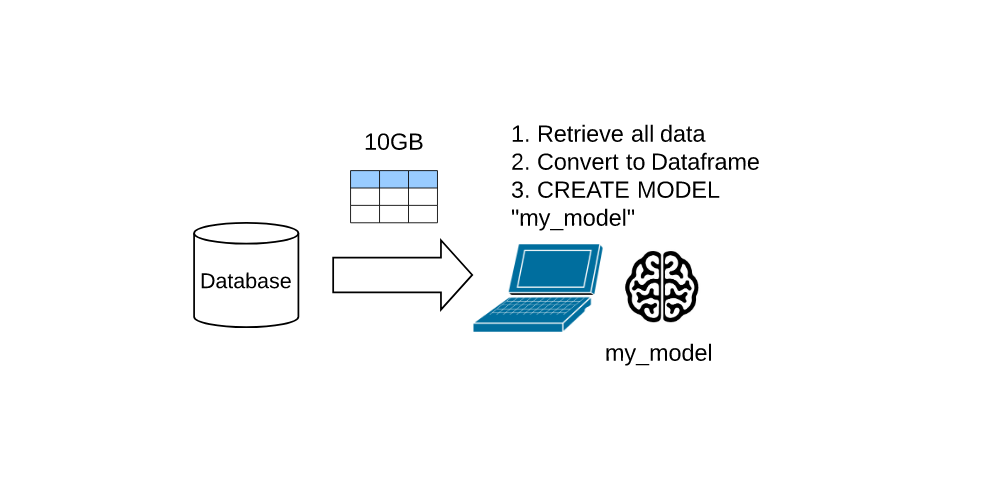 10GB
1. Retrieve all data
2. Convert to Dataframe
3. CREATE MODEL
"my_model"
Database
my_model